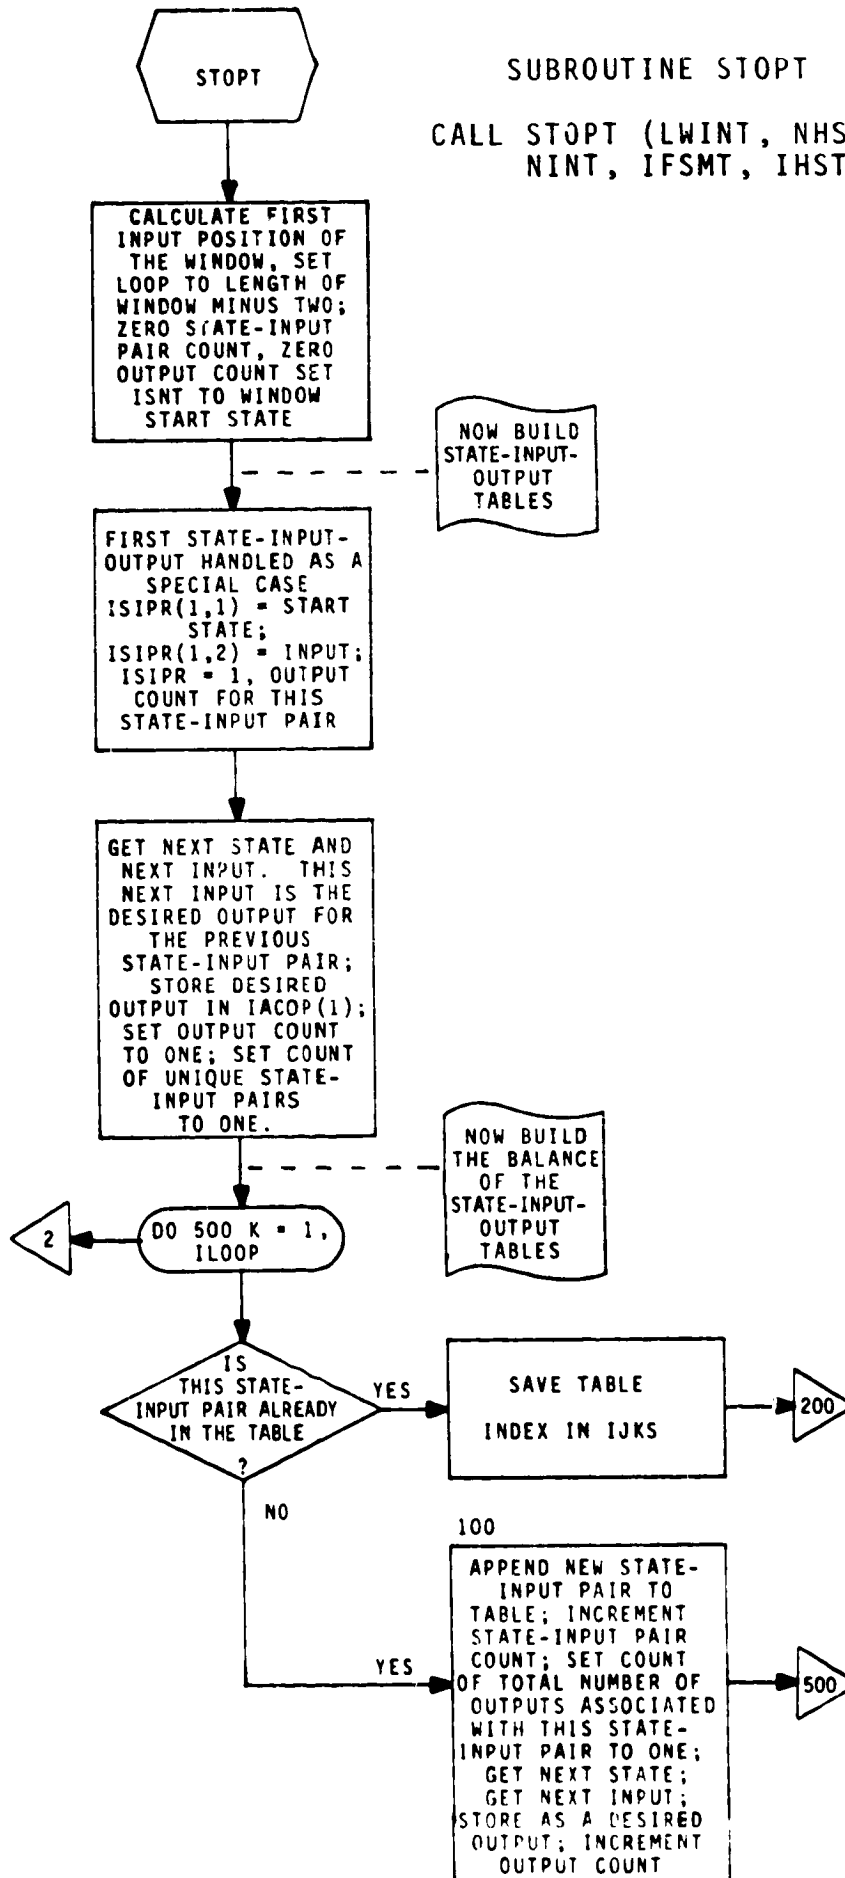 STOPT
SUBROUTINE STOPT
CALL STOPT (LWINT, NHS
NINT, IFSMT, IHST
CALCULATE FIRST
INPUT POSITION OF
THE WINDOW, SET
LOOP TO LENGTH OF
WINDOW MINUS TWO;
ZERO STATE-INPUT
PAIR COUNT, ZERO
OUTPUT COUNT SET
ISNT TO WINDOW
START STATE
NOW BUILD
STATE-INPUT-
OUTPUT
TABLES
FIRST STATE-INPUT-
OUTPUT HANDLED AS A
SPECIAL CASE
ISIPR(1,1) = START
STATE;
ISIPR(1,2) = INPUT;
ISIPR = 1, OUTPUT
COUNT FOR THIS
STATE-INPUT PAIR
GET NEXT STATE AND
NEXT INPUT. THIS
NEXT INPUT IS THE
DESIRED OUTPUT FOR
THE PREVIOUS
STATE-INPUT PAIR;
STORE DESIRED
OUTPUT IN IACOP(1);
SET OUTPUT COUNT
TO ONE; SET COUNT
OF UNIQUE STATE-
INPUT PAIRS
TO ONE.
NOW BUILD
THE BALANCE
OF THE
STATE-INPUT-
OUTPUT
TABLES
2
DO 500 K = 1,
ILOOP
IS
THIS STATE-
INPUT PAIR ALREADY
IN THE TABLE
?
YES
SAVE TABLE
INDEX IN IJKS
200
NO
100
YES
APPEND NEW STATE-
INPUT PAIR TO
TABLE; INCREMENT
STATE-INPUT PAIR
COUNT; SET COUNT
OF TOTAL NUMBER OF
OUTPUTS ASSOCIATED
WITH THIS STATE-
INPUT PAIR TO ONE;
GET NEXT STATE;
GET NEXT INPUT;
STORE AS A DESIRED
OUTPUT; INCREMENT
OUTPUT COUNT
500